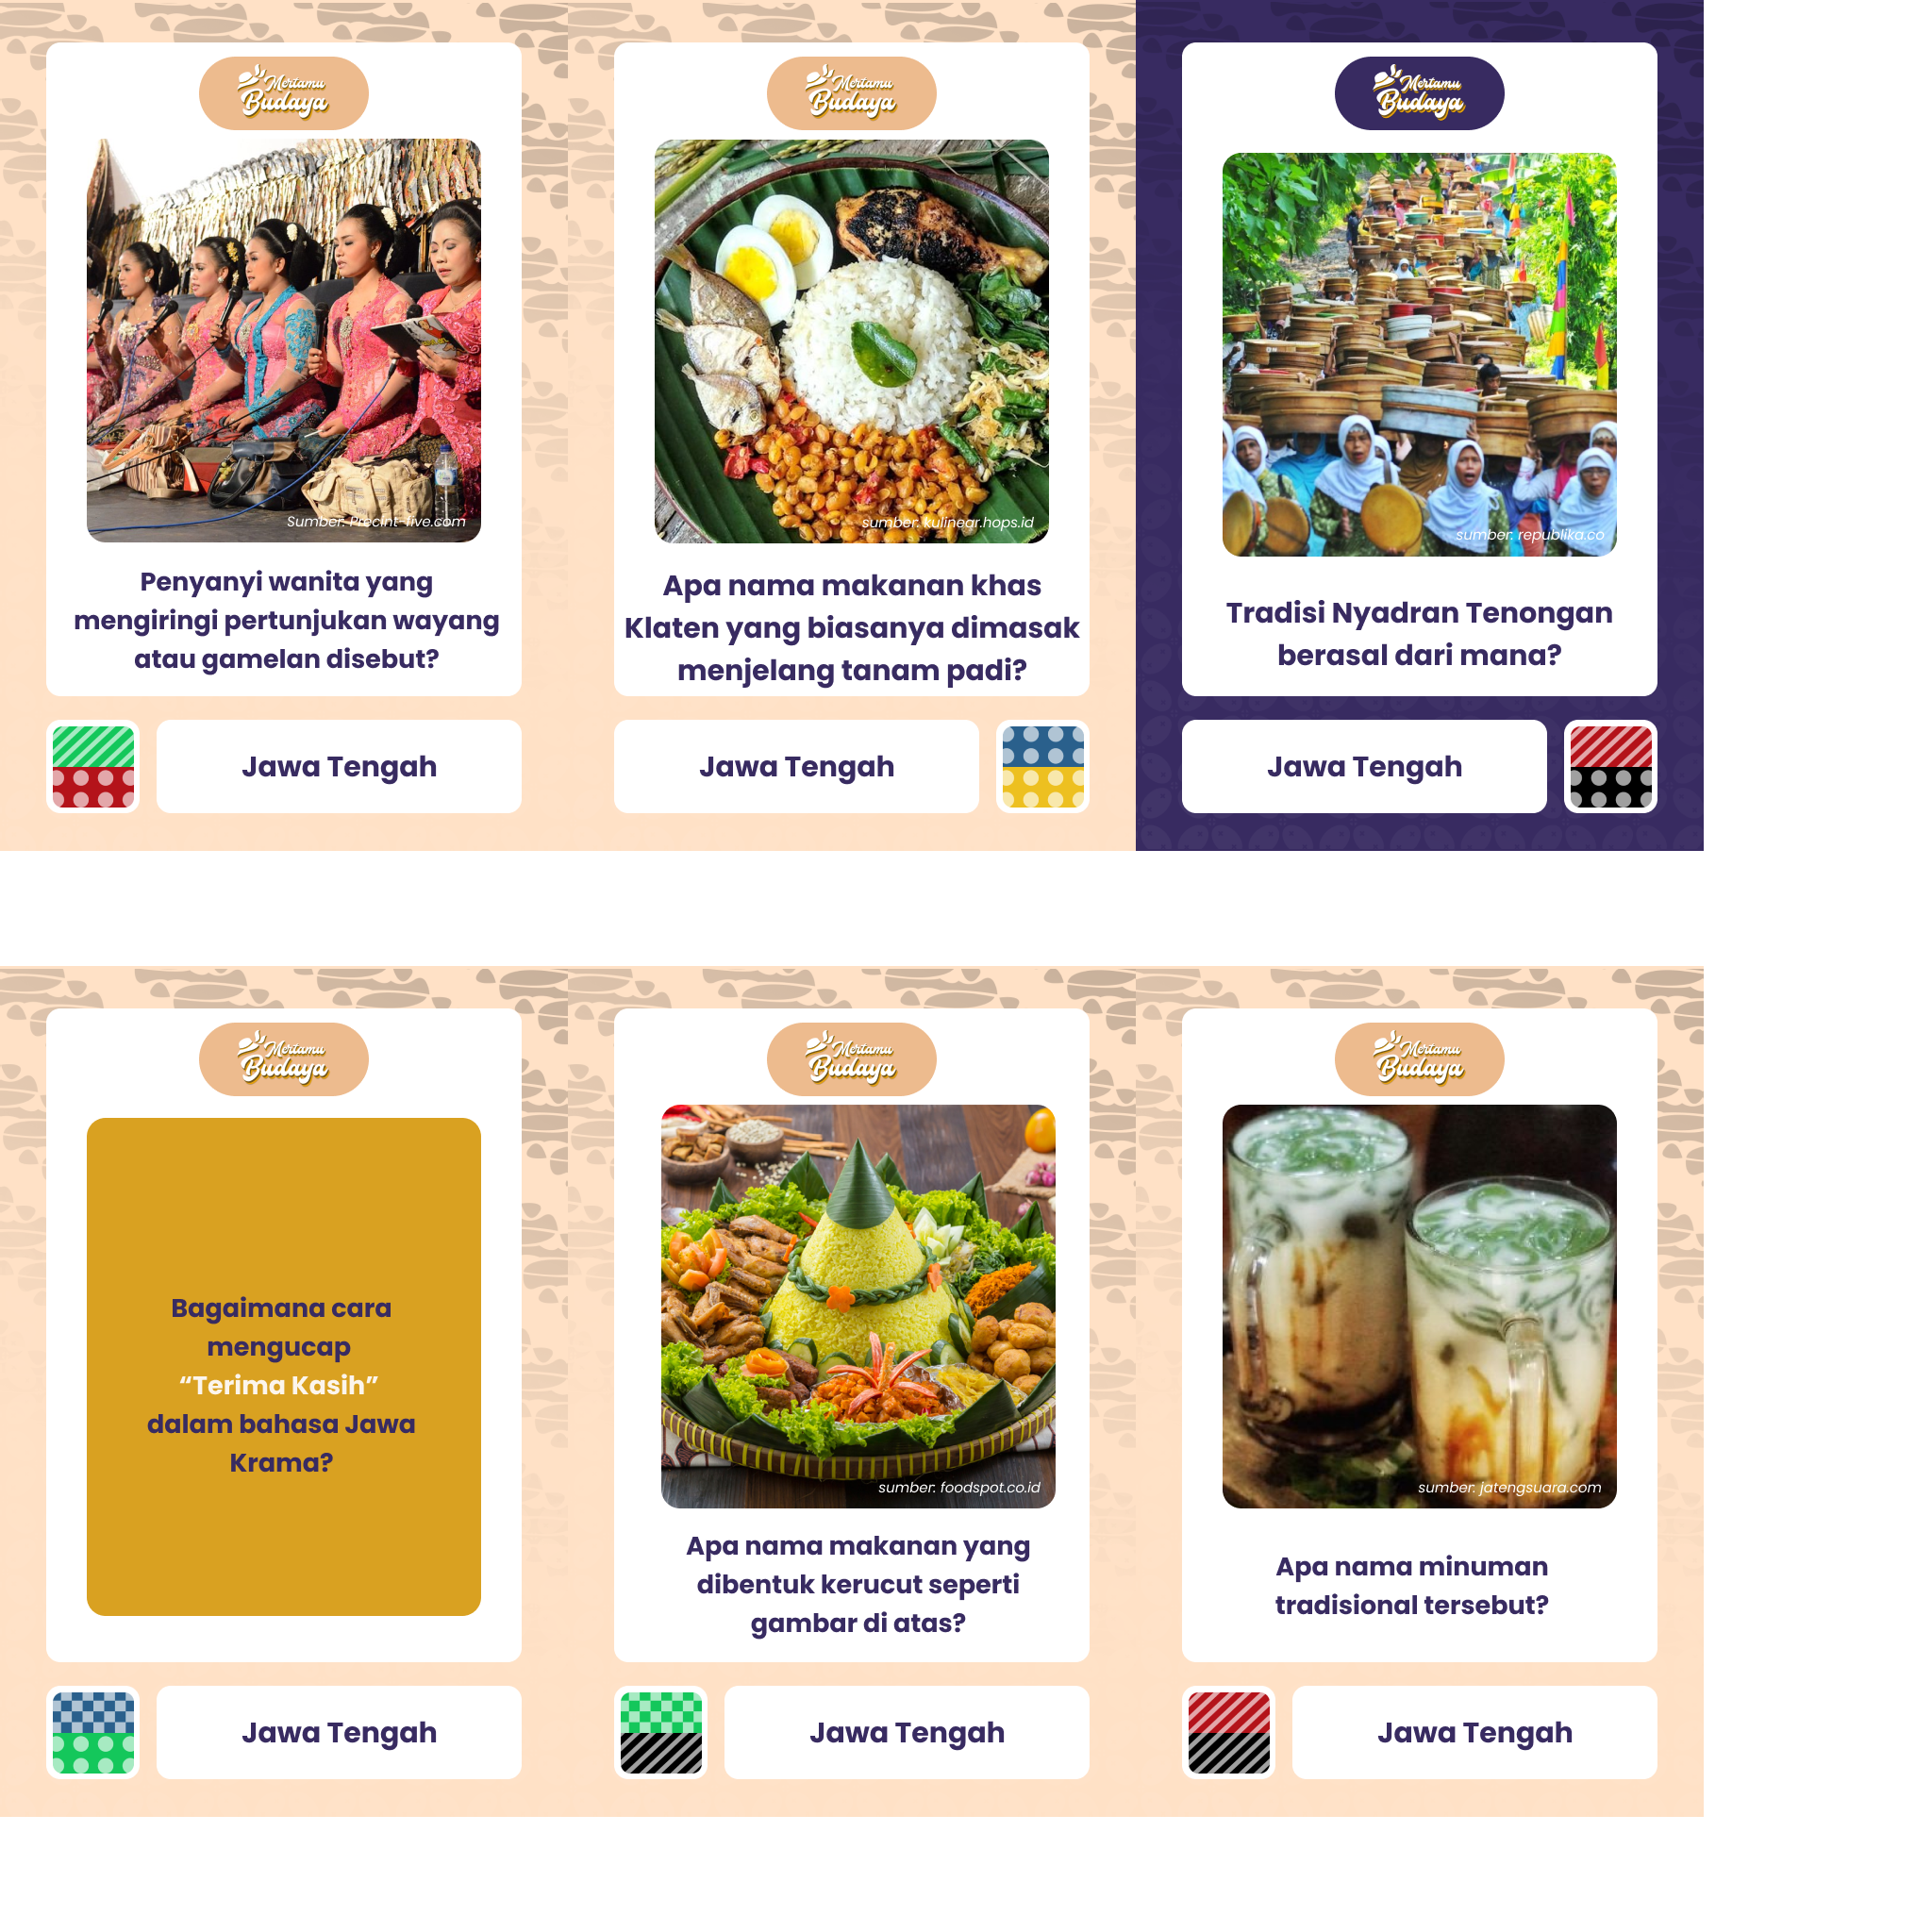 Mertamu
Budaya
Sumber: Precint-five.com
Penyanyi wanita yang
mengiringi pertunjukan wayang
atau gamelan disebut?
Jawa Tengah
Mertamu
Budaya
sumber: kulinear.hops.id
Apa nama makanan khas
Klaten yang biasanya dimasak
menjelang tanam padi?
Jawa Tengah
Mertamu
Budaya
sumber: republika.co
Tradisi Nyadran Tenongan
berasal dari mana?
Jawa Tengah
Mertamu
Budaya
Bagaimana cara
mengucap
“Terima Kasih”
dalam bahasa Jawa
Krama?
Jawa Tengah
Mertamu
Budaya
sumber: foodspot.co.id
Apa nama makanan yang
dibentuk kerucut seperti
gambar di atas?
Jawa Tengah
Mertamu
Budaya
sumber: jatengsuara.com
Apa nama minuman
tradisional tersebut?
Jawa Tengah